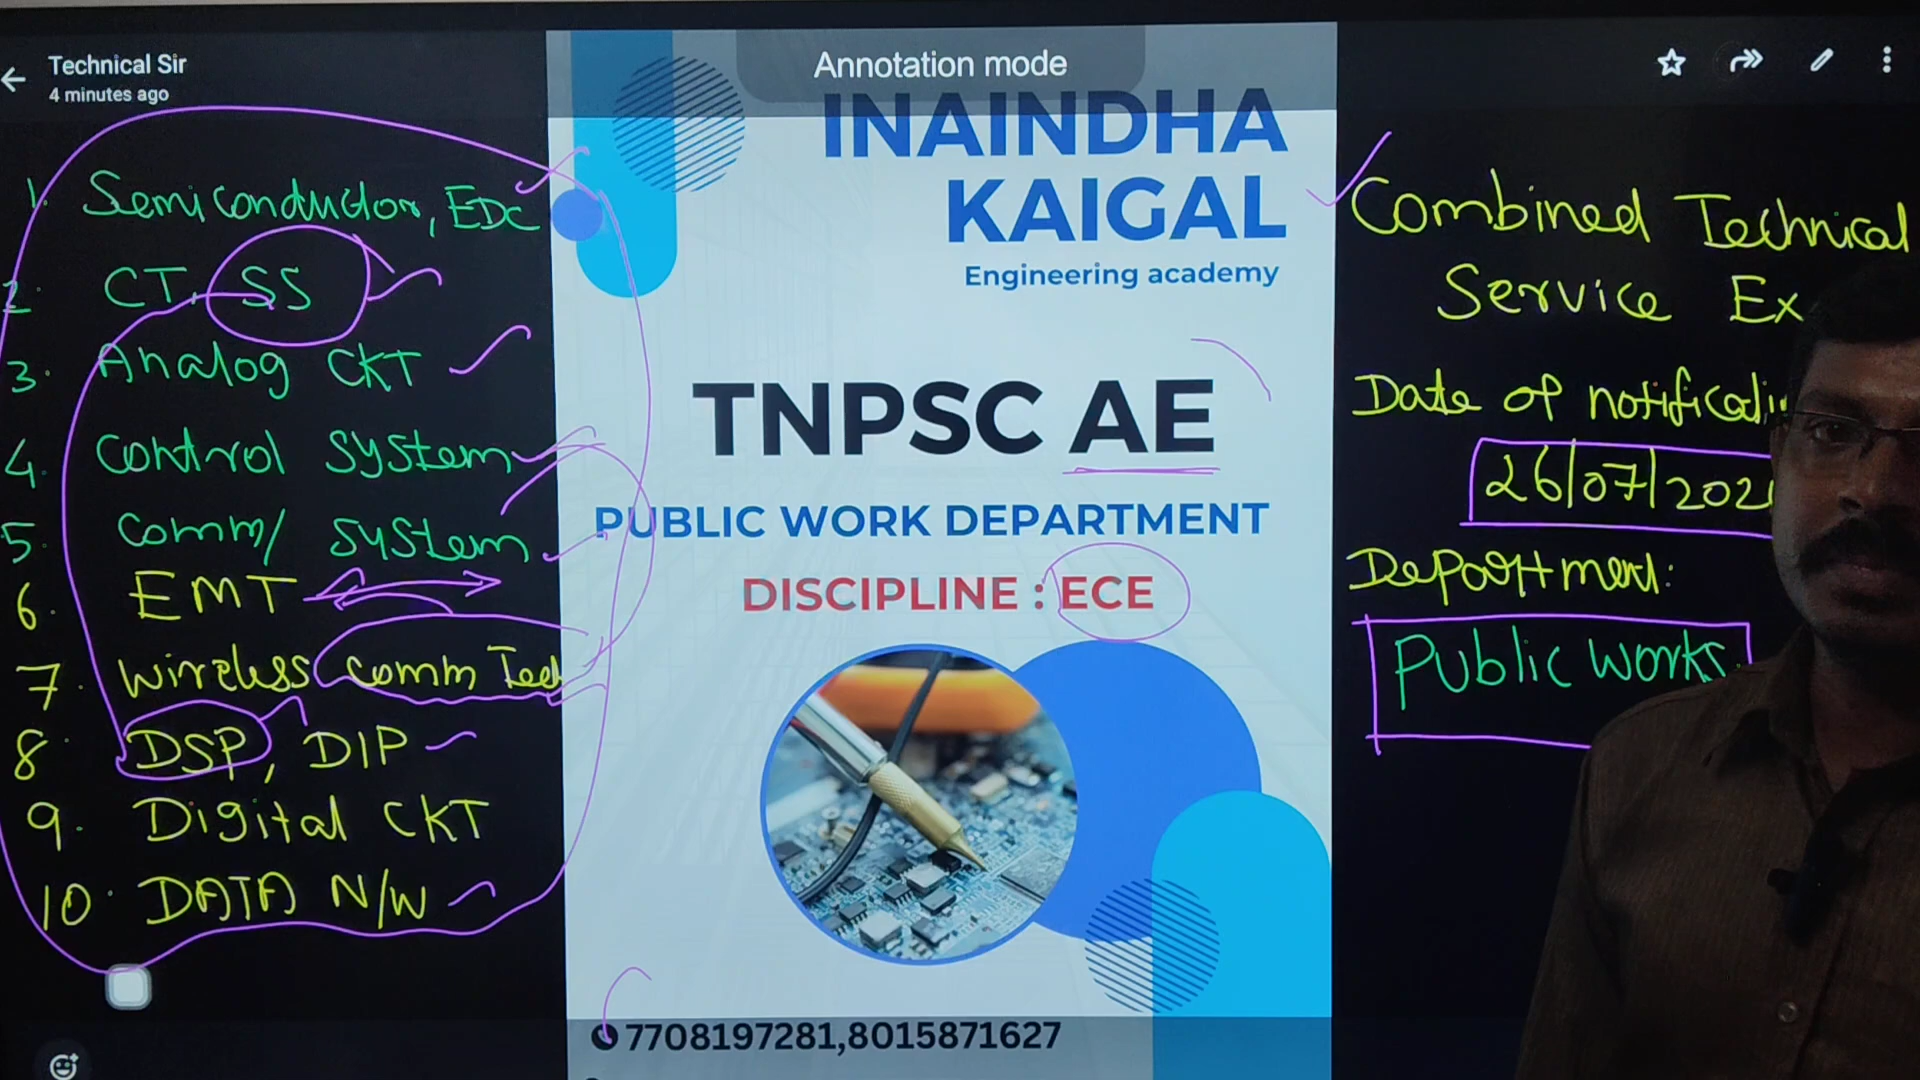 Technical Sir
4 minutes ago
Annotation mode
1. Semiconductor, EDC
2. CT, SS
3. Analog CKT
4. Control System
5. Comm/ System
6. EMT
7. Wireless Comm Tech
8. DSP, DIP
9. Digital CKT
10. DATA N/W
INAINDHA
KAIGAL
Engineering academy
TNPSC AE
PUBLIC WORK DEPARTMENT
DISCIPLINE : ECE
7708197281,8015871627
Combined Technical
Service Ex
Date of
26/07/202
Department:
Public Works